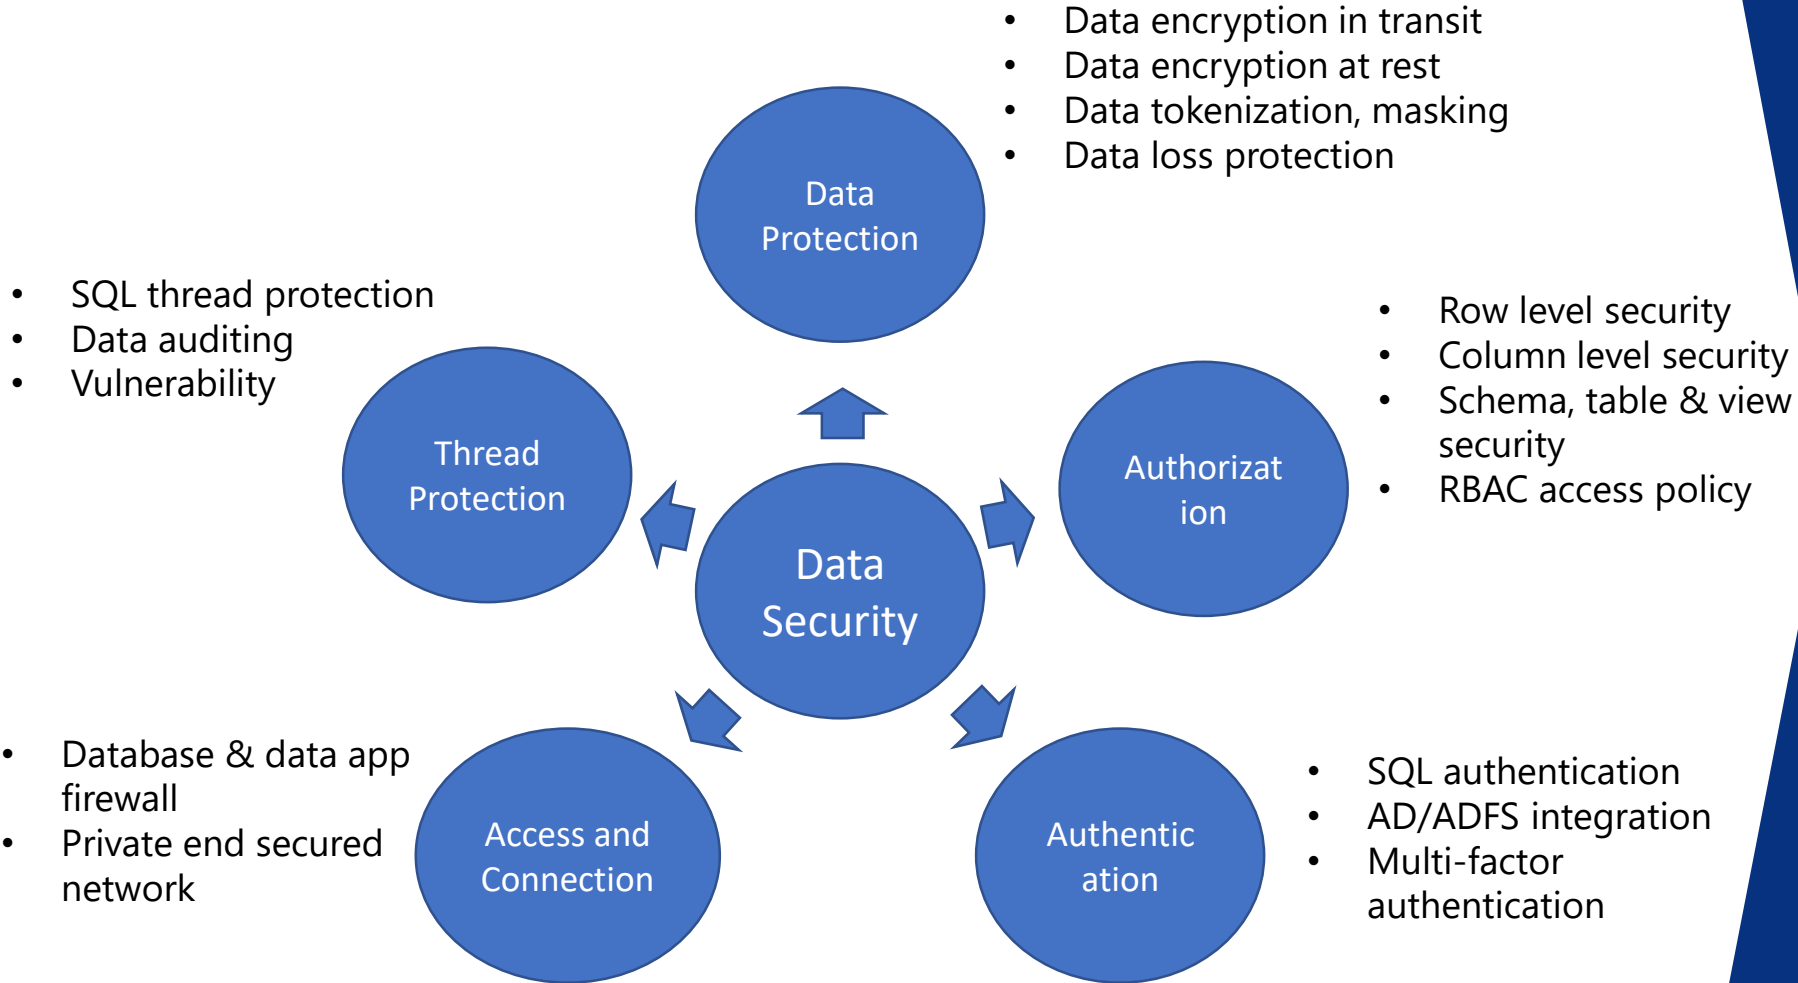 • Data encryption in transit
• Data encryption at rest
• Data tokenization, masking
• Data loss protection
Data
Protection
• SQL thread protection
• Data auditing
• Vulnerability
Thread
Protection
• Row level security
• Column level security
• Schema, table & view
security
• RBAC access policy
Authorizat
ion
Data
Security
• Database & data app
firewall
• Private end secured
network
Access and
Connection
Authentic
ation
• SQL authentication
• AD/ADFS integration
• Multi-factor
authentication